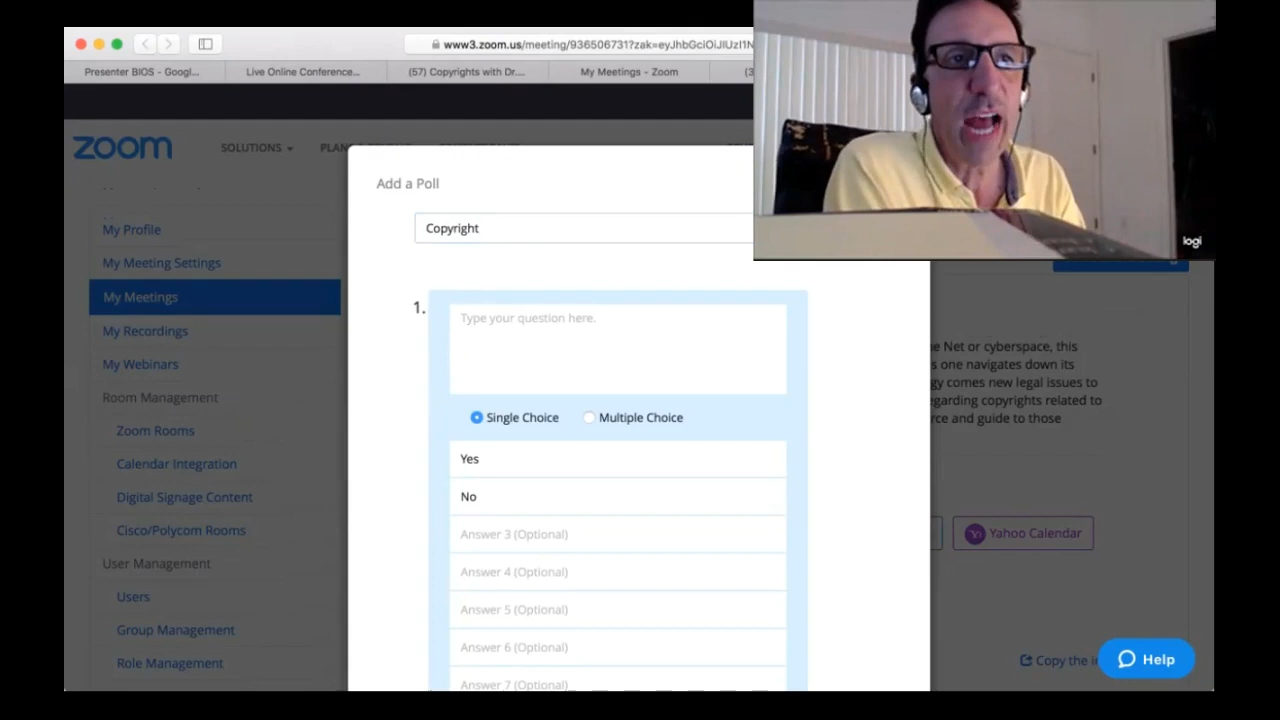 www3.zoom.us/meeting/936506731?zak=eyJhbGciOiJIUzI1N
Presenter BIOS - Googl...
Live Online Conference...
(57) Copyrights with Dr....
My Meetings - Zoom
(3
zoom
SOLUTIONS
PLAN
Add a Poll
Copyright
logi
My Profile
My Meeting Settings
My Meetings
My Recordings
My Webinars
Room Management
Zoom Rooms
Calendar Integration
Digital Signage Content
Cisco/Polycom Rooms
User Management
Users
Group Management
Role Management
1.
Type your question here.
Single Choice
Multiple Choice
Yes
No
Answer 3 (Optional)
Answer 4 (Optional)
Answer 5 (Optional)
Answer 6 (Optional)
Answer 7 (Optional)
e Net or cyberspace, this
s one navigates down its
gy comes new legal issues to
egarding copyrights related to
rce and guide to those
Yahoo Calendar
Copy the i
Help